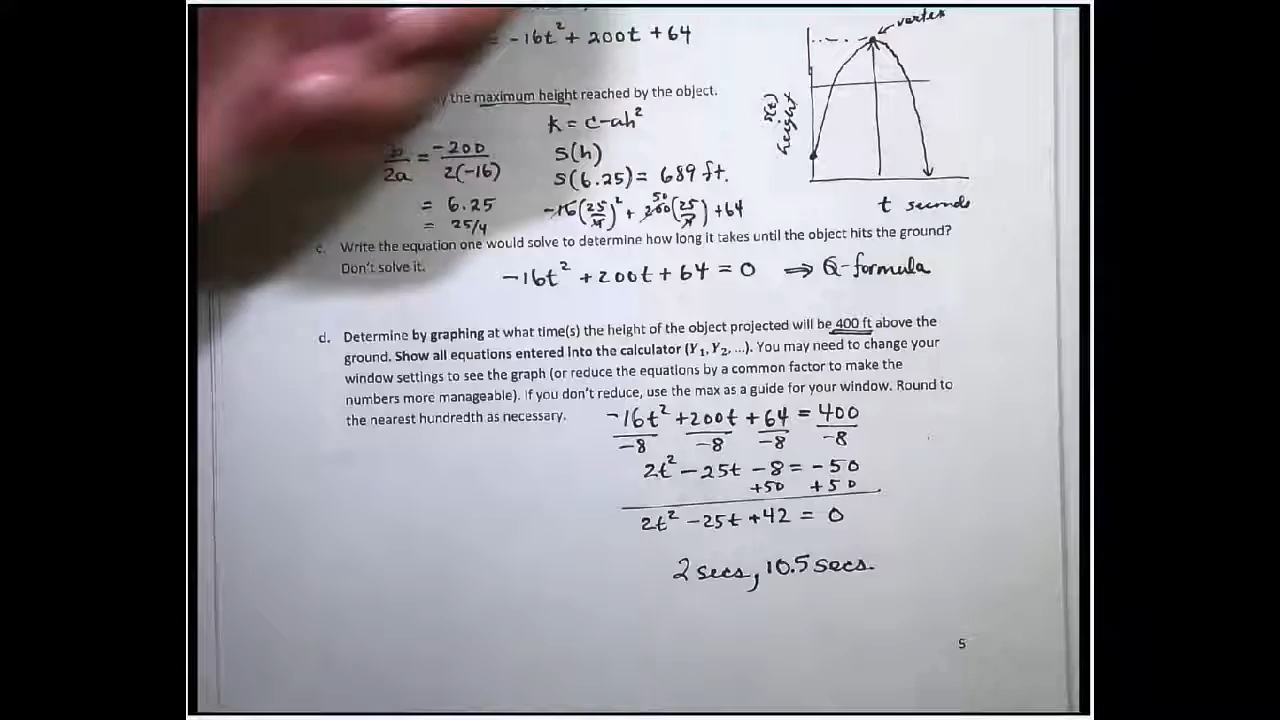 = -16t² + 200t + 64
vertex
y the maximum height reached by the object.
k = c-ah²
b/2a = -200/2(-16)
s(h)
s(6.25) = 689 ft.
= 6.25
-16(25/4)² + 200(25/4) + 64
50
= 25/4
s(t)
height
t seconds
c. Write the equation one would solve to determine how long it takes until the object hits the ground?
Don't solve it.
-16t² + 200t + 64 = 0 ⇒ Q-formula
d. Determine by graphing at what time(s) the height of the object projected will be 400 ft above the
ground. Show all equations entered into the calculator (Y₁, Y₂, ...). You may need to change your
window settings to see the graph (or reduce the equations by a common factor to make the
numbers more manageable). If you don't reduce, use the max as a guide for your window. Round to
the nearest hundredth as necessary.
-16t² + 200t + 64 = 400
-8 -8 -8 -8
2t² - 25t - 8 = -50
+50 +50
2t² - 25t + 42 = 0
2 secs, 10.5 secs.
5